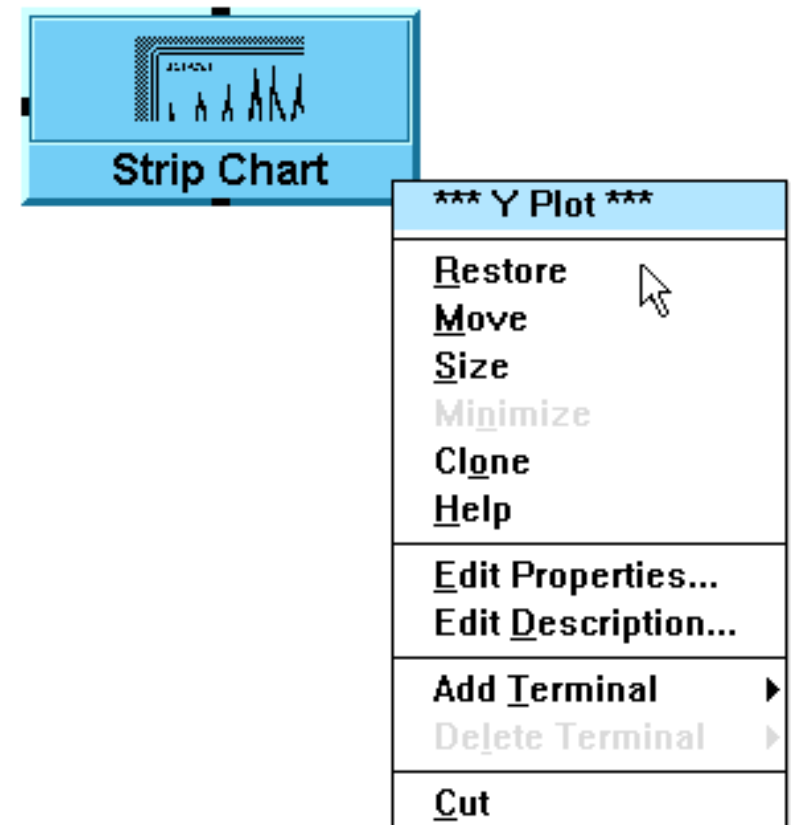 Strip Chart
*** Y Plot ***
Restore
Move
Size
Minimize
Clone
Help
Edit Properties...
Edit Description...
Add Terminal
Delete Terminal
Cut